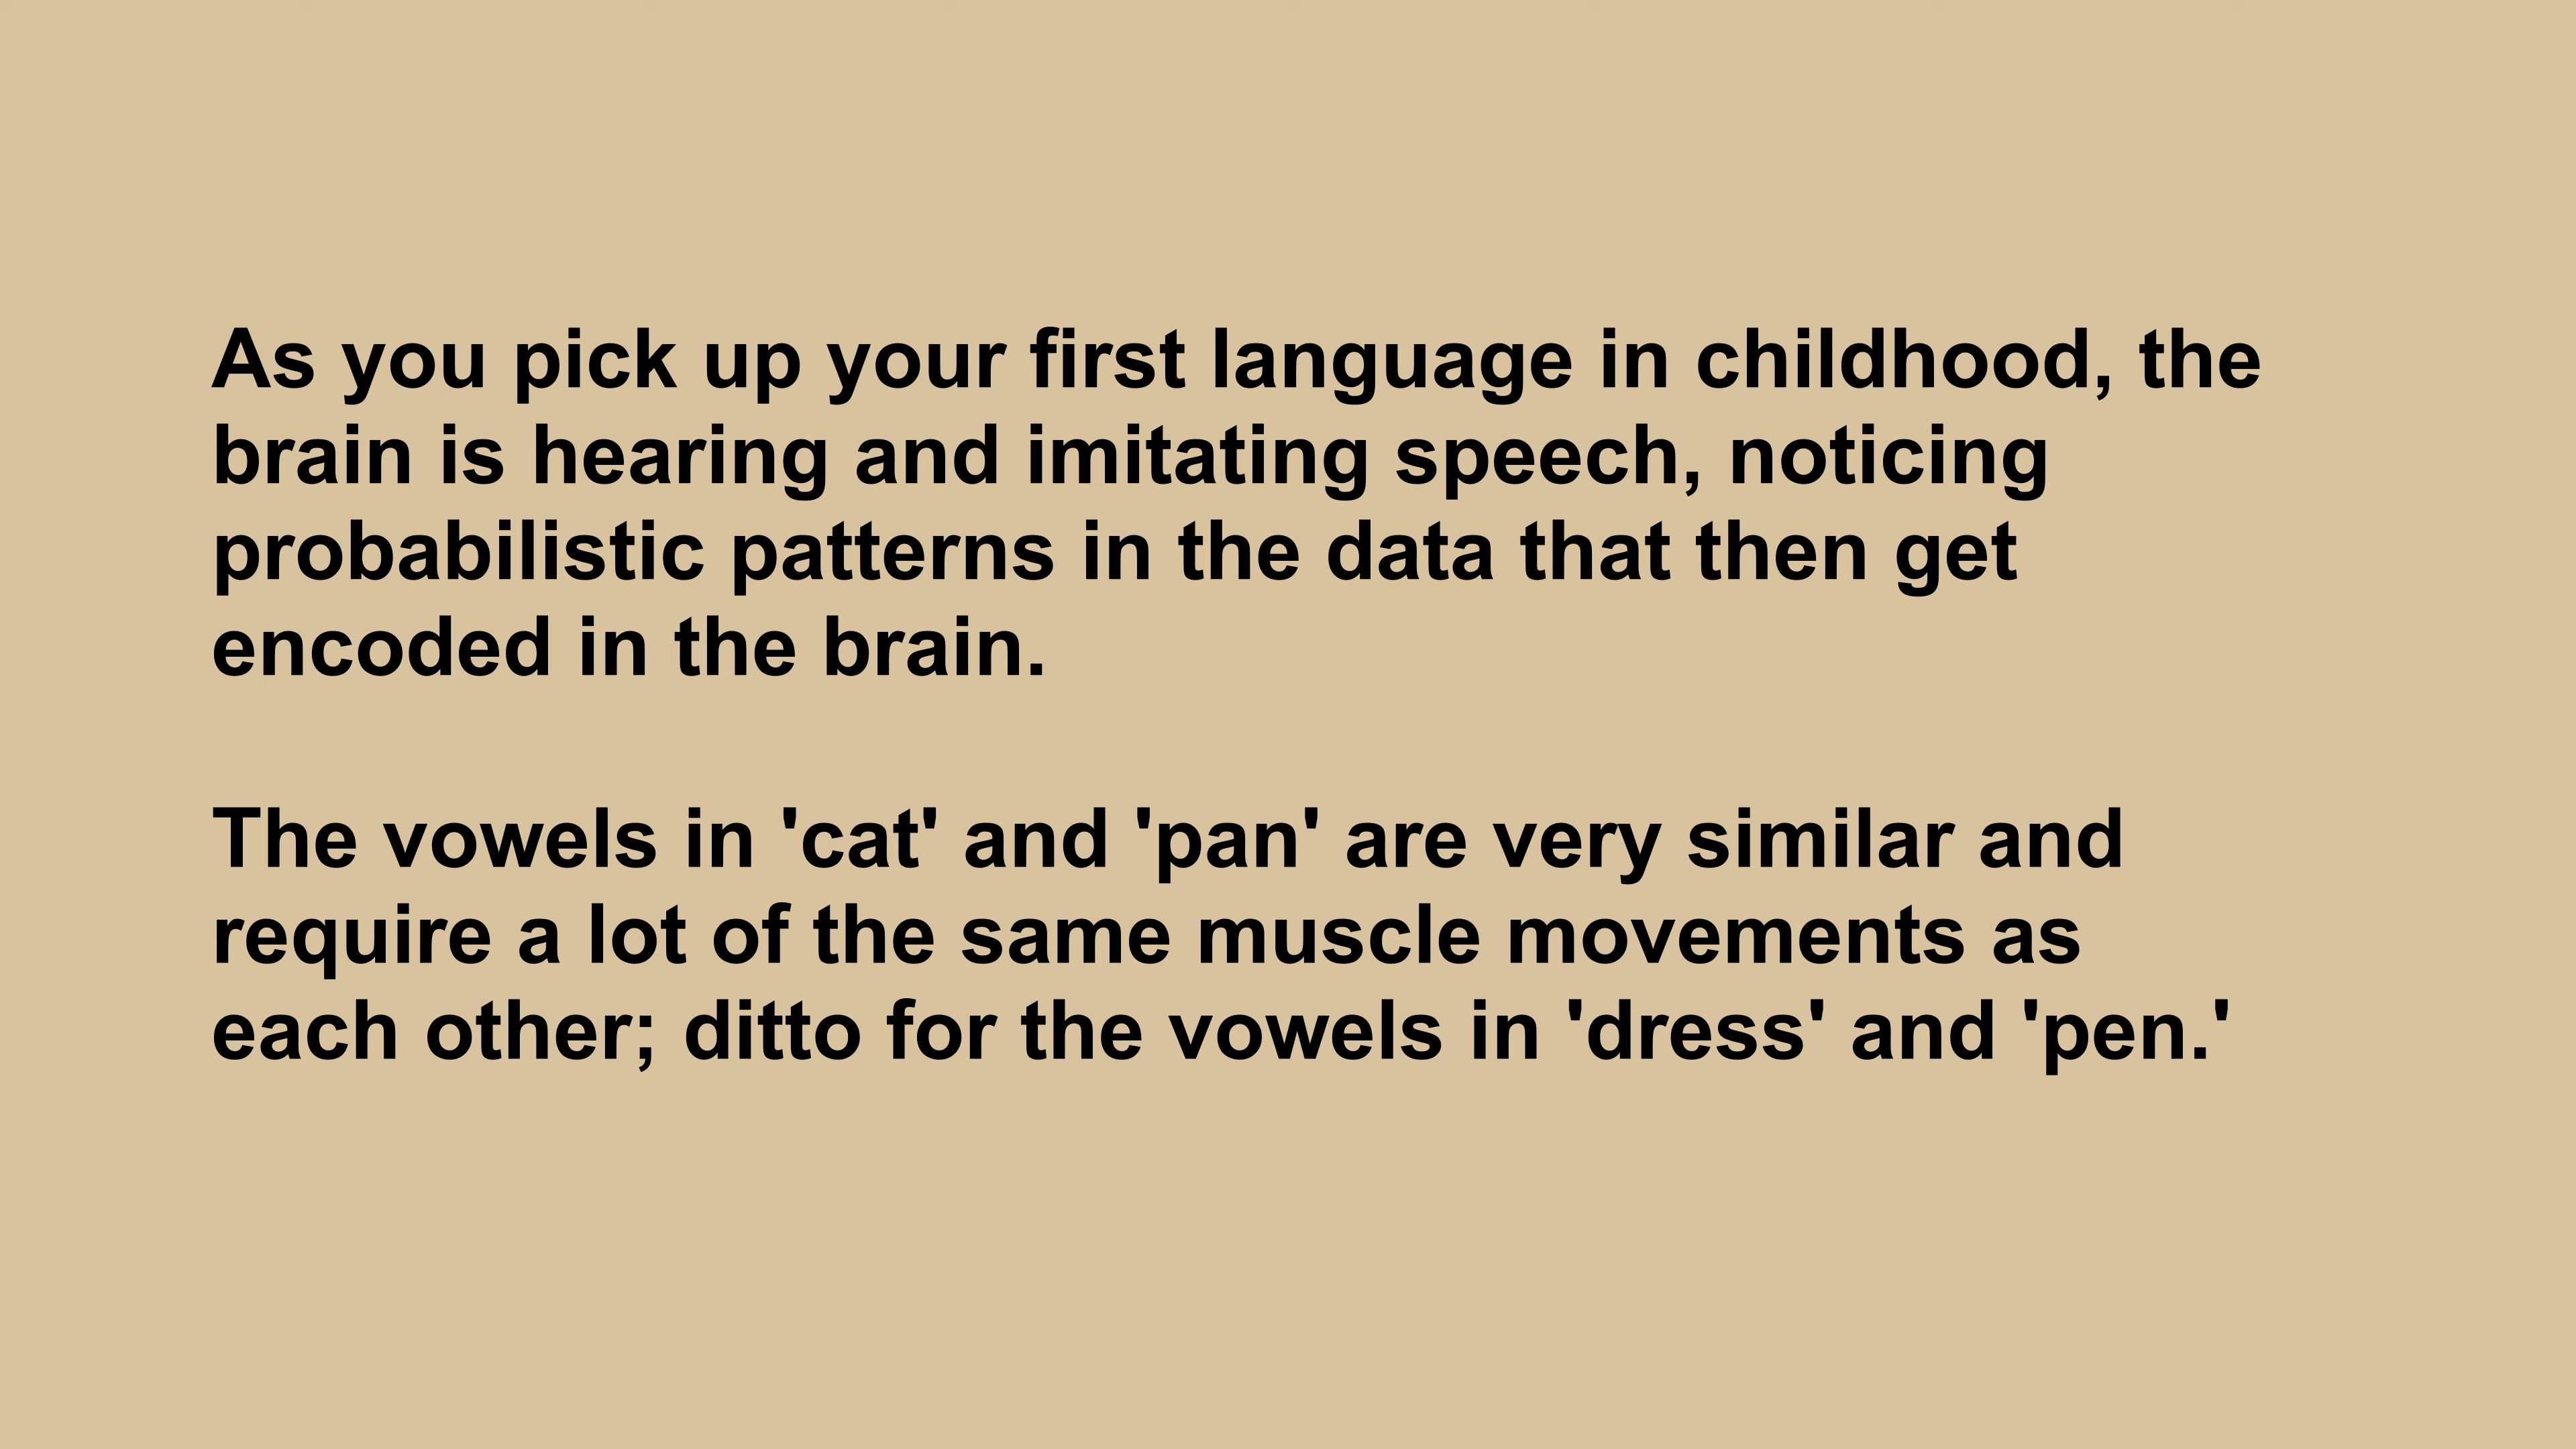 As you pick up your first language in childhood, the
brain is hearing and imitating speech, noticing
probabilistic patterns in the data that then get
encoded in the brain.
The vowels in 'cat' and 'pan' are very similar and
require a lot of the same muscle movements as
each other; ditto for the vowels in 'dress' and 'pen.'